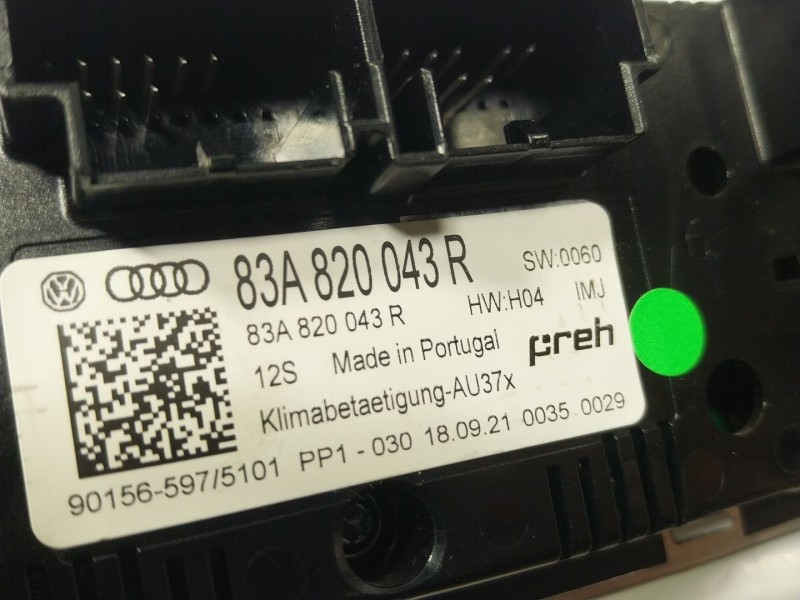 83A 820 043 R SW:0060
83A 820 043 R HW:H04 IMJ
12S Made in Portugal preh
Klimabetaetigung-AU37x
90156-597/5101 PP1 - 030 18.09.21 0035 0029